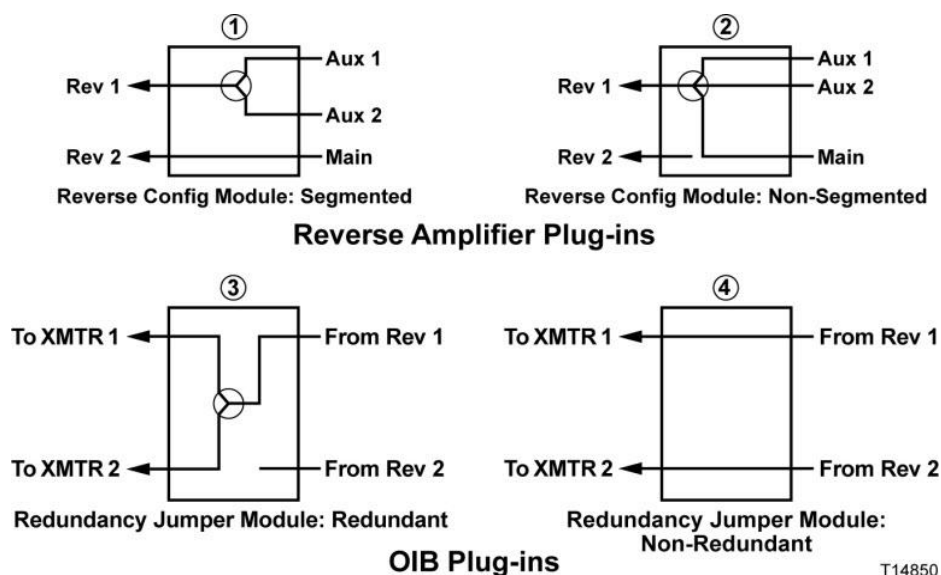 ①
Aux 1
Rev 1
Aux 2
Rev 2
Main
Reverse Config Module: Segmented
②
Aux 1
Rev 1
Aux 2
Rev 2
Main
Reverse Config Module: Non-Segmented
Reverse Amplifier Plug-ins
③
To XMTR 1
From Rev 1
To XMTR 2
From Rev 2
Redundancy Jumper Module: Redundant
④
To XMTR 1
From Rev 1
To XMTR 2
From Rev 2
Redundancy Jumper Module:
Non-Redundant
OIB Plug-ins
T14850